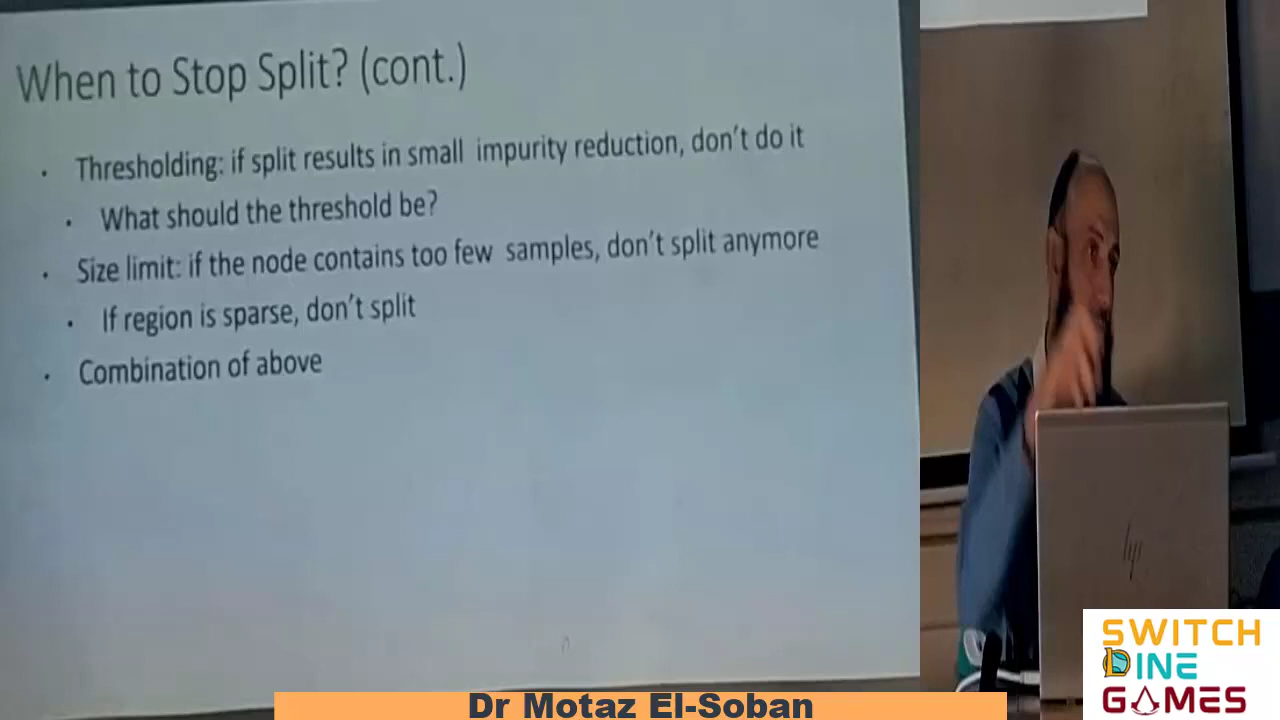 When to Stop Split? (cont.)
• Thresholding: if split results in small impurity reduction, don't do it
• What should the threshold be?
• Size limit: if the node contains too few samples, don't split anymore
• If region is sparse, don't split
• Combination of above
hp
SWITCH
DINE
GAMES
Dr Motaz El-Soban